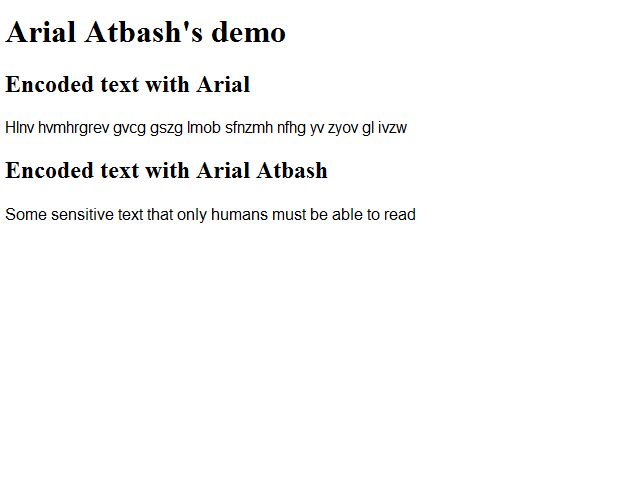 Arial Atbash's demo
Encoded text with Arial
Hlnv hvmhrgrev gvcg gszg lmob sfnzmh nfhg yv zyov gl ivzw
Encoded text with Arial Atbash
Some sensitive text that only humans must be able to read